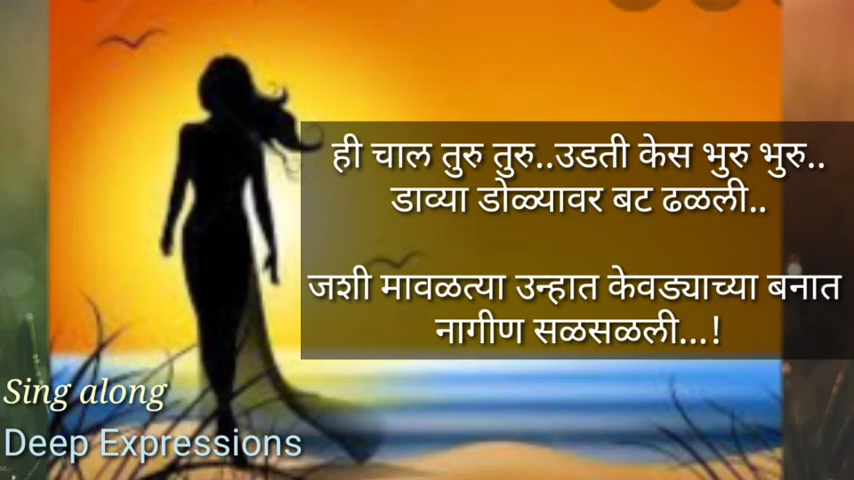 ही चाल तुरु तुरु..उडती केस भुरु भुरु..
डाव्या डोळ्यावर बट ढळली..
जशी मावळत्या उन्हात केवड्याच्या बनात
नागीण सळसळली...!
Sing along
Deep Expressions